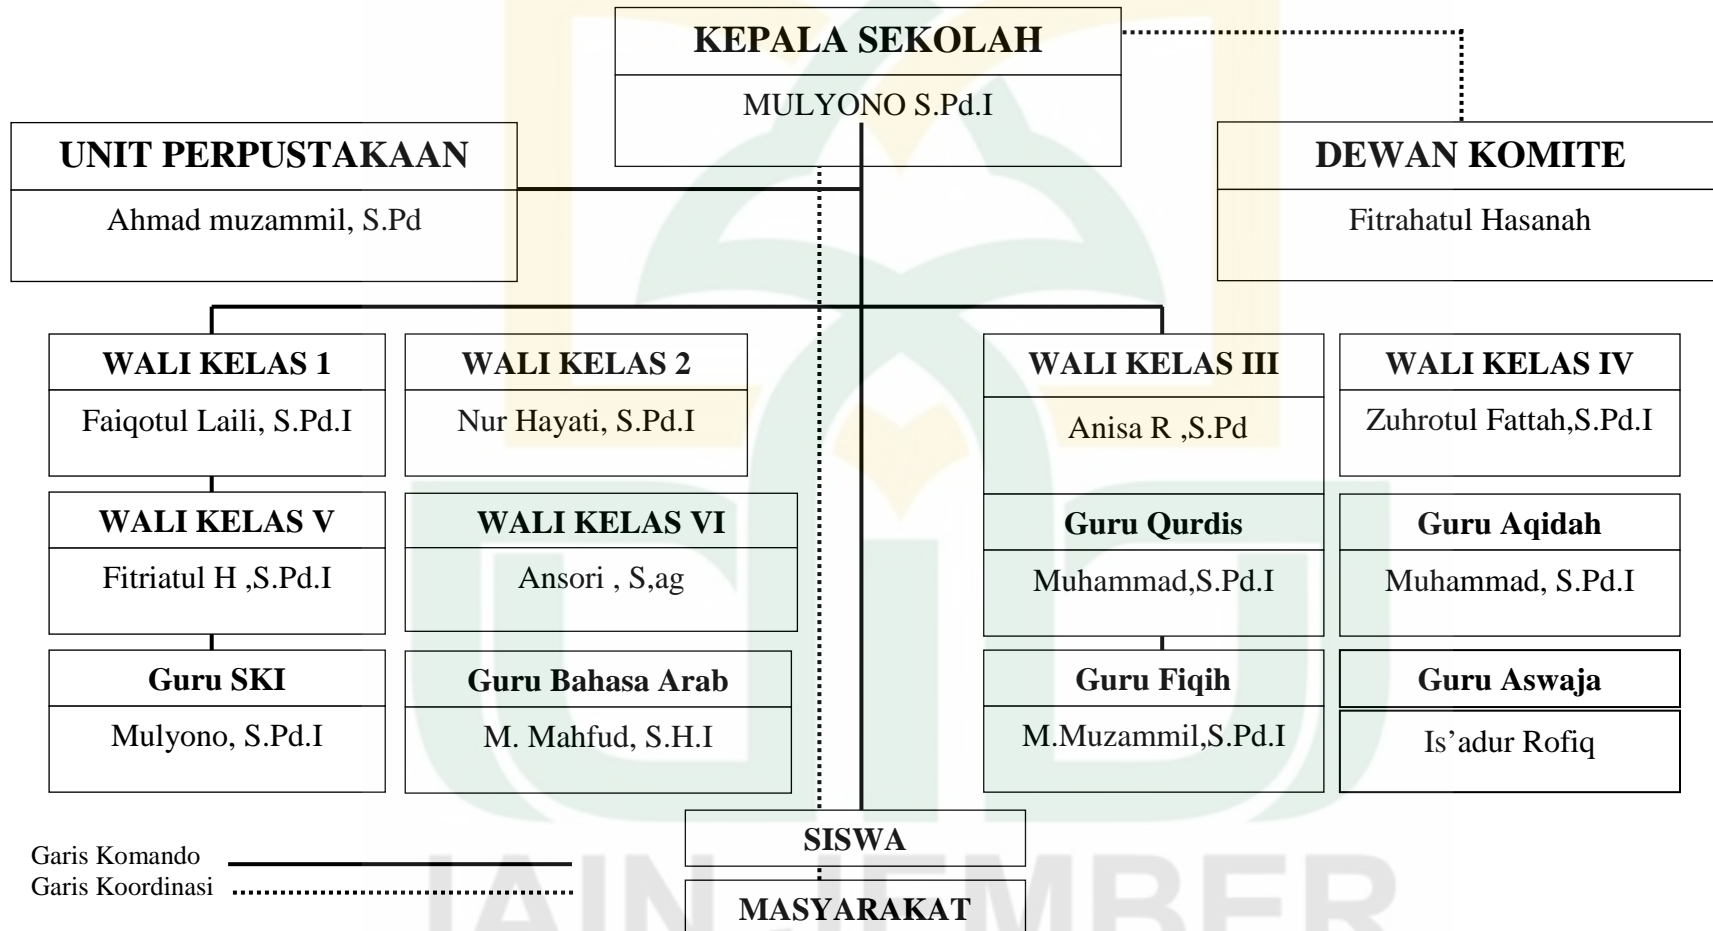 KEPALA SEKOLAH
MULYONO S.Pd.I
UNIT PERPUSTAKAAN
Ahmad muzammil, S.Pd
DEWAN KOMITE
Fitrahatul Hasanah
WALI KELAS 1
Faiqotul Laili, S.Pd.I
WALI KELAS 2
Nur Hayati, S.Pd.I
WALI KELAS III
Anisa R ,S.Pd
WALI KELAS IV
Zuhrotul Fattah,S.Pd.I
WALI KELAS V
Fitriatul H ,S.Pd.I
WALI KELAS VI
Ansori , S,ag
Guru Qurdis
Muhammad,S.Pd.I
Guru Aqidah
Muhammad, S.Pd.I
Guru SKI
Mulyono, S.Pd.I
Guru Bahasa Arab
M. Mahfud, S.H.I
Guru Fiqih
M.Muzammil,S.Pd.I
Guru Aswaja
Is’adur Rofiq
SISWA
Garis Komando
Garis Koordinasi
MASYARAKAT
IAIN JEMBER